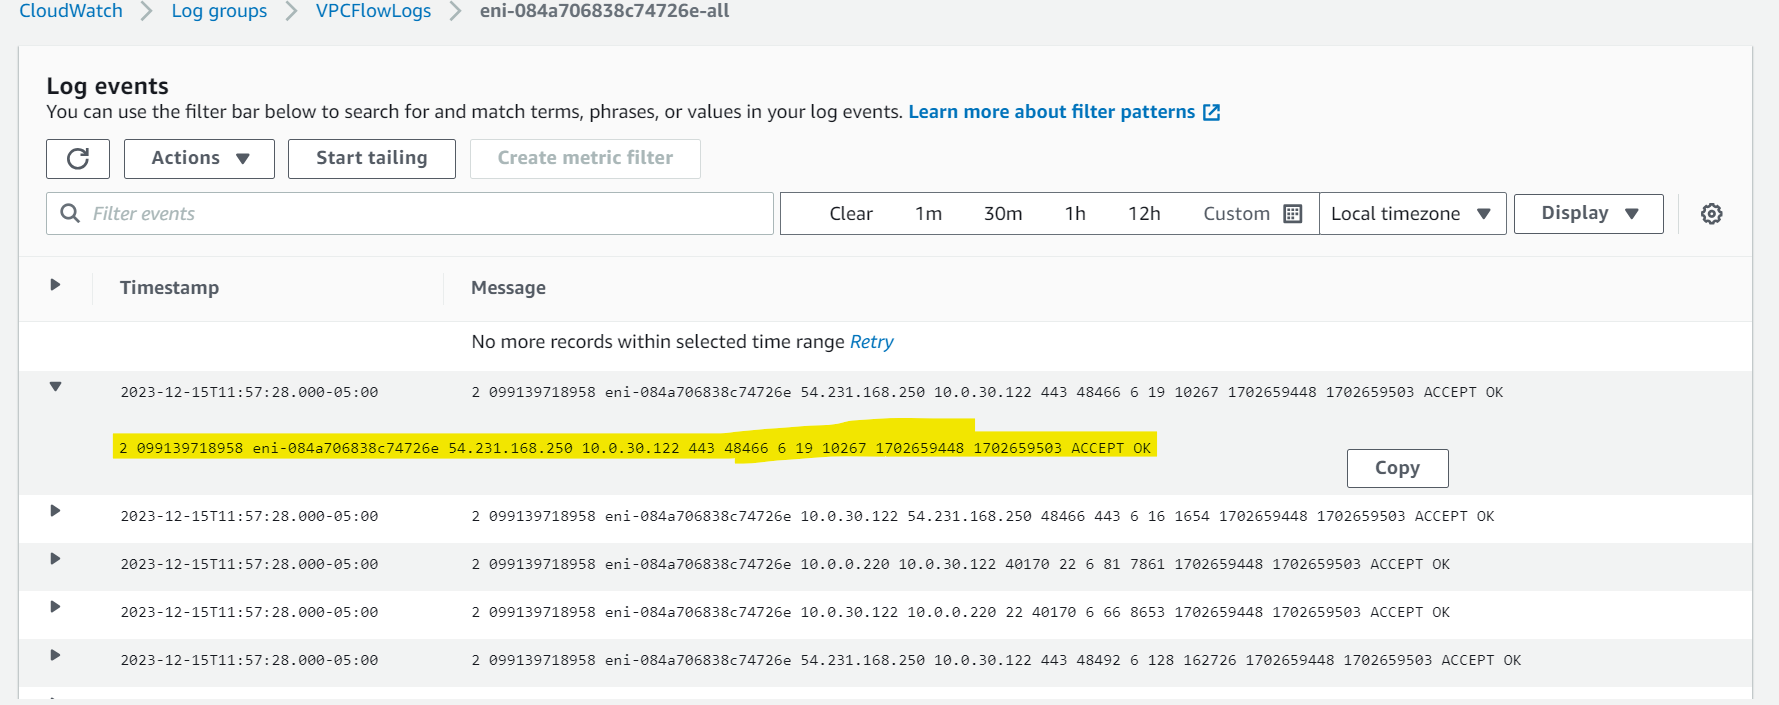 CloudWatch > Log groups > VPCFlowLogs > eni-084a706838c74726e-all
Log events
You can use the filter bar below to search for and match terms, phrases, or values in your log events. Learn more about filter patterns
Actions Start tailing Create metric filter
Filter events Clear 1m 30m 1h 12h Custom Local timezone Display
Timestamp Message
No more records within selected time range Retry
2023-12-15T11:57:28.000-05:00 2 099139718958 eni-084a706838c74726e 54.231.168.250 10.0.30.122 443 48466 6 19 10267 1702659448 1702659503 ACCEPT OK
2 099139718958 eni-084a706838c74726e 54.231.168.250 10.0.30.122 443 48466 6 19 10267 1702659448 1702659503 ACCEPT OK
Copy
2023-12-15T11:57:28.000-05:00 2 099139718958 eni-084a706838c74726e 10.0.30.122 54.231.168.250 48466 443 6 16 1654 1702659448 1702659503 ACCEPT OK
2023-12-15T11:57:28.000-05:00 2 099139718958 eni-084a706838c74726e 10.0.0.220 10.0.30.122 40170 22 6 81 7861 1702659448 1702659503 ACCEPT OK
2023-12-15T11:57:28.000-05:00 2 099139718958 eni-084a706838c74726e 10.0.30.122 10.0.0.220 22 40170 6 66 8653 1702659448 1702659503 ACCEPT OK
2023-12-15T11:57:28.000-05:00 2 099139718958 eni-084a706838c74726e 54.231.168.250 10.0.30.122 443 48492 6 128 162726 1702659448 1702659503 ACCEPT OK